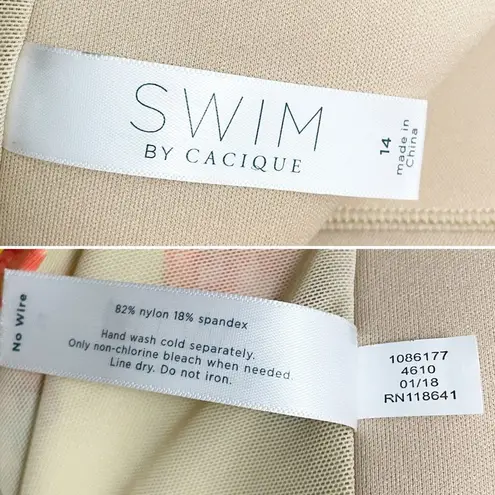 SWIM
BY CACIQUE
14
made in
China
No Wire
82% nylon 18% spandex
Hand wash cold separately.
Only non-chlorine bleach when needed.
Line dry. Do not iron.
1086177
4610
01/18
RN118641